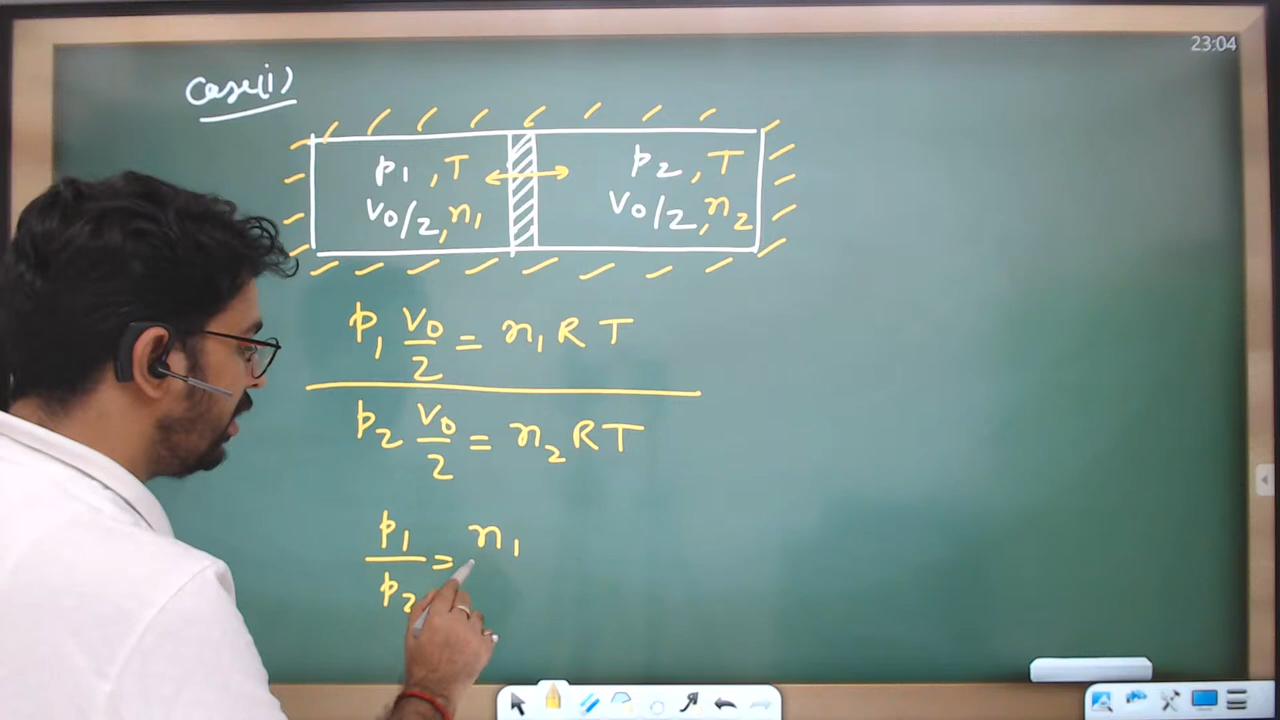 23:04
Case(i)
p1, T
V0/2, n1
p2, T
V0/2, n2
p1 V0/2 = n1 R T
p2 V0/2 = n2 R T
p1/p2 = n1